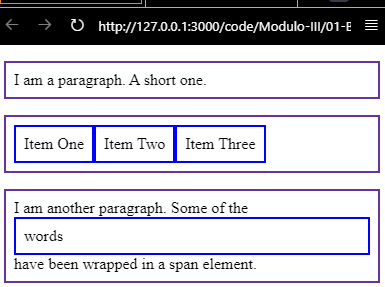 http://127.0.0.1:3000/code/Modulo-III/01-
I am a paragraph. A short one.
Item One Item Two Item Three
I am another paragraph. Some of the
words
have been wrapped in a span element.